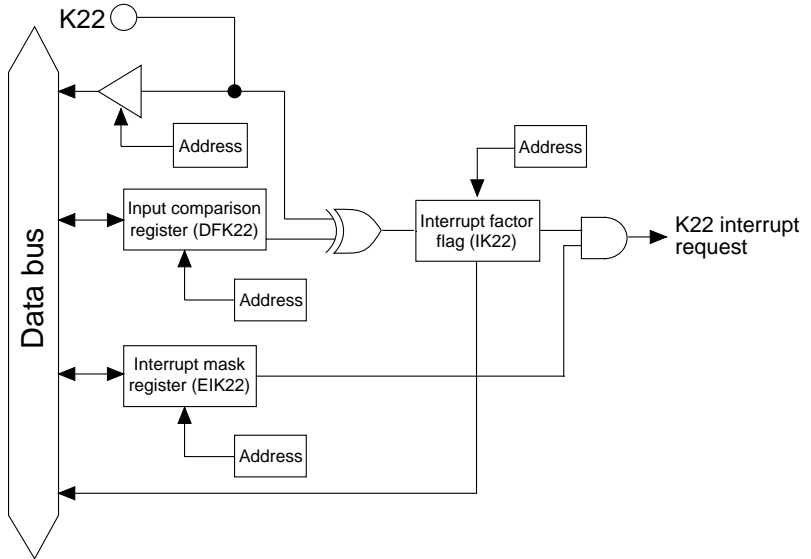 K22
Address
Address
Input comparison
register (DFK22)
Interrupt factor
flag (IK22)
K22 interrupt
request
Data bus
Address
Interrupt mask
register (EIK22)
Address